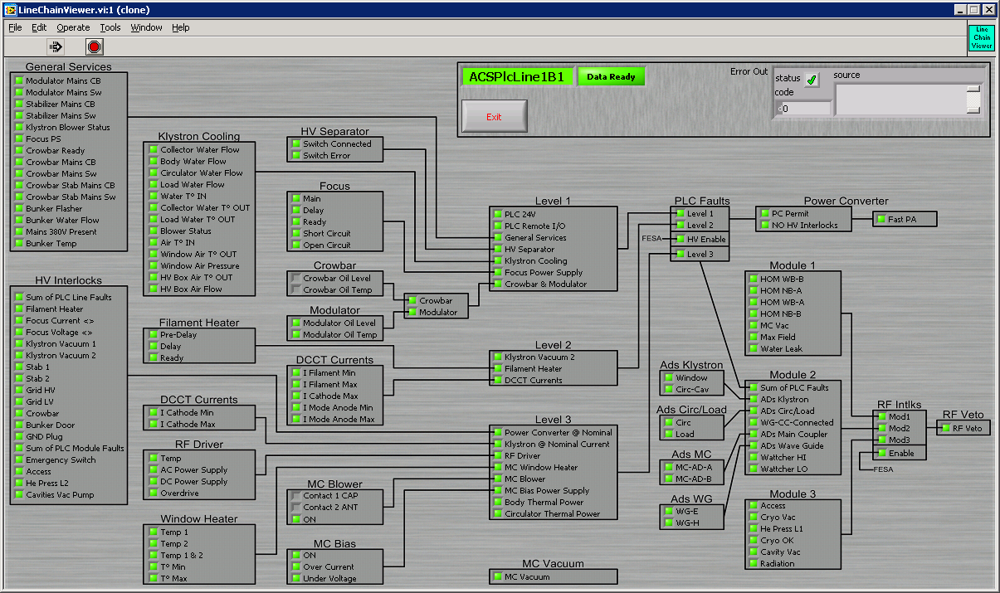 LineChainViewer.vi:1 (clone)
File Edit Operate Tools Window Help
Line
Chain
Viewer
ACSPlcLine1B1
Data Ready
Exit
Error Out
status
code
0
source
General Services
Modulator Mains CB
Modulator Mains Sw
Stabilizer Mains CB
Stabilizer Mains Sw
Klystron Blower Status
Focus PS
Crowbar Ready
Crowbar Mains CB
Crowbar Mains Sw
Crowbar Stab Mains CB
Crowbar Stab Mains Sw
Bunker Flasher
Bunker Water Flow
Mains 380V Present
Bunker Temp
HV Interlocks
Sum of PLC Line Faults
Filament Heater
Focus Current <>
Focus Voltage <>
Klystron Vacuum 1
Klystron Vacuum 2
Stab 1
Stab 2
Grid HV
Grid LV
Crowbar
Bunker Door
GND Plug
Sum of PLC Module Faults
Emergency Switch
Access
He Press L2
Cavities Vac Pump
Klystron Cooling
Collector Water Flow
Body Water Flow
Circulator Water Flow
Load Water Flow
Water T° IN
Collector Water T° OUT
Load Water T° OUT
Blower Status
Air T° IN
Window Air T° OUT
Window Air Pressure
HV Box Air T° OUT
HV Box Air Flow
Filament Heater
Pre-Delay
Delay
Ready
DCCT Currents
I Cathode Min
I Cathode Max
RF Driver
Temp
AC Power Supply
DC Power Supply
Overdrive
Window Heater
Temp 1
Temp 2
Temp 1 & 2
T° Min
T° Max
HV Separator
Switch Connected
Switch Error
Focus
Main
Delay
Ready
Short Circuit
Open Circuit
Crowbar
Crowbar Oil Level
Crowbar Oil Temp
Modulator
Modulator Oil Level
Modulator Oil Temp
Crowbar
Modulator
DCCT Currents
I Filament Min
I Filament Max
I Cathode Max
I Mode Anode Min
I Mode Anode Max
MC Blower
Contact 1 CAP
Contact 2 ANT
ON
MC Bias
ON
Over Current
Under Voltage
Level 1
PLC 24V
PLC Remote I/O
General Services
HV Separator
Klystron Cooling
Focus Power Supply
Crowbar & Modulator
Level 2
Klystron Vacuum 2
Filament Heater
DCCT Currents
Level 3
Power Converter @ Nominal
Klystron @ Nominal Current
RF Driver
MC Window Heater
MC Blower
MC Bias Power Supply
Body Thermal Power
Circulator Thermal Power
MC Vacuum
MC Vacuum
PLC Faults
Level 1
Level 2
FESA
HV Enable
Level 3
Power Converter
PC Permit
NO HV Interlocks
Fast PA
Module 1
HOM WB-B
HOM NB-A
HOM WB-A
HOM NB-B
MC Vac
Max Field
Water Leak
Ads Klystron
Window
Circ-Cav
Ads Circ/Load
Circ
Load
Ads MC
MC-AD-A
MC-AD-B
Ads WG
WG-E
WG-H
Module 2
Sum of PLC Faults
ADs Klystron
ADs Circ/Load
WG-CC-Connected
ADs Main Coupler
ADs Wave Guide
Wattcher HI
Wattcher LO
Module 3
Access
Cryo Vac
He Press L1
Cryo OK
Cavity Vac
Radiation
RF Intlks
Mod1
Mod2
Mod3
Enable
FESA
RF Veto
RF Veto